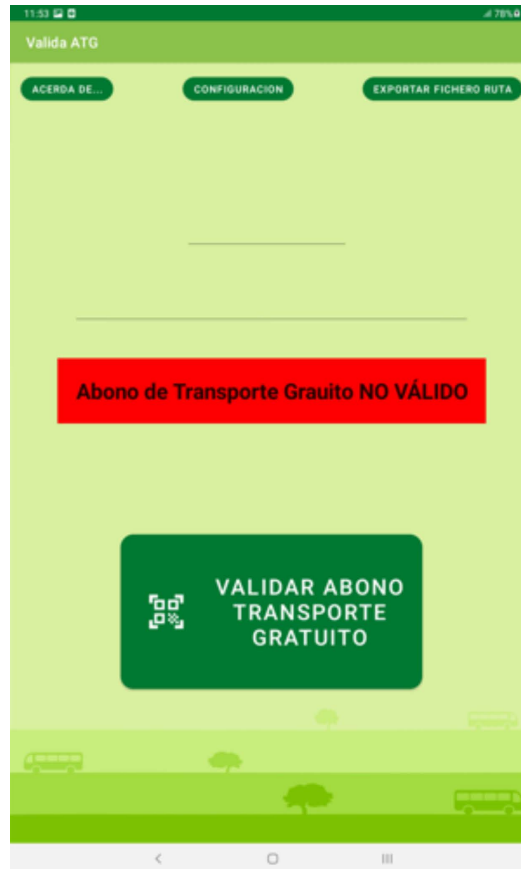 11:53
78%
Valida ATG
ACERDA DE...
CONFIGURACION
EXPORTAR FICHERO RUTA
Abono de Transporte Grauito NO VÁLIDO
VALIDAR ABONO
TRANSPORTE
GRATUITO